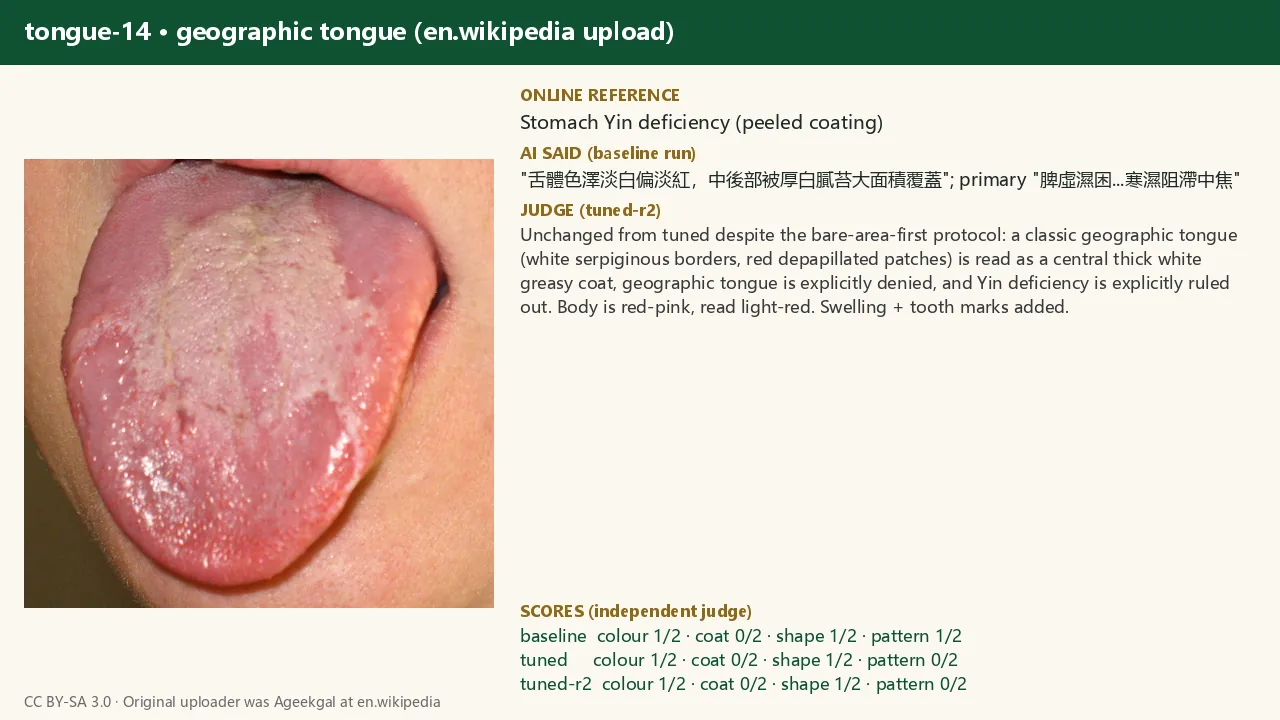 tongue-14 • geographic tongue (en.wikipedia upload)
ONLINE REFERENCE
Stomach Yin deficiency (peeled coating)
AI SAID (baseline run)
"舌體色澤淡白偏淡紅，中後部被厚白膩苔大面積覆蓋"; primary "脾虛濕困...寒濕阻滯中焦"
JUDGE (tuned-r2)
Unchanged from tuned despite the bare-area-first protocol: a classic geographic tongue
(white serpiginous borders, red depapillated patches) is read as a central thick white
greasy coat, geographic tongue is explicitly denied, and Yin deficiency is explicitly ruled
out. Body is red-pink, read light-red. Swelling + tooth marks added.
SCORES (independent judge)
baseline colour 1/2 · coat 0/2 · shape 1/2 · pattern 1/2
tuned colour 1/2 · coat 0/2 · shape 1/2 · pattern 0/2
tuned-r2 colour 1/2 · coat 0/2 · shape 1/2 · pattern 0/2
CC BY-SA 3.0 · Original uploader was Ageekgal at en.wikipedia